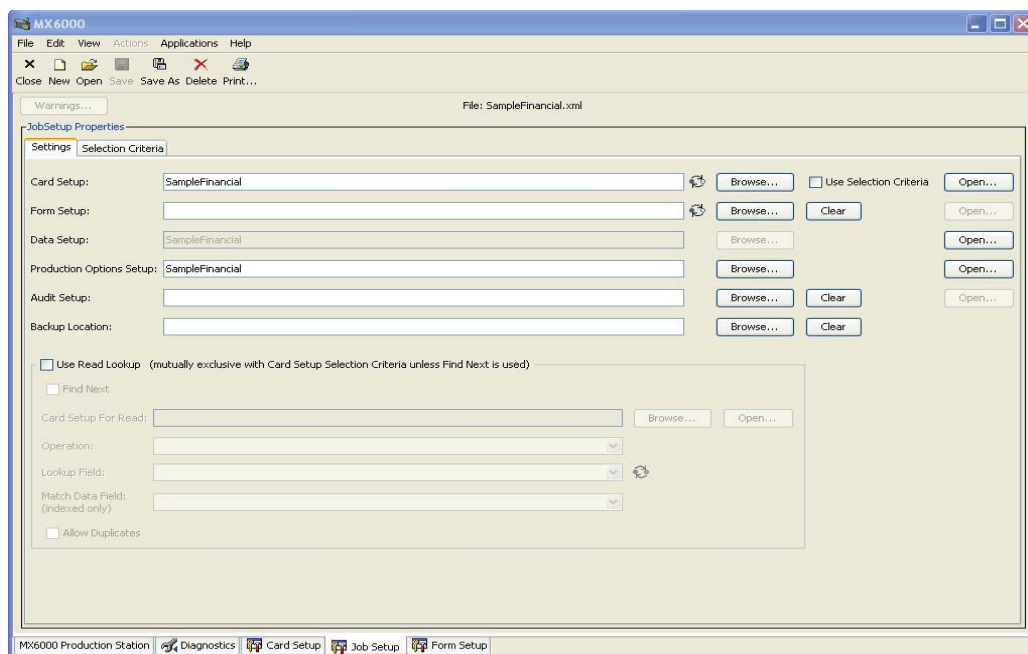 MX6000
File Edit View Actions Applications Help
Close New Open Save Save As Delete Print...
Warnings... File: SampleFinancial.xml
JobSetup Properties
Settings Selection Criteria
Card Setup: SampleFinancial Browse... Use Selection Criteria Open...
Form Setup: Browse... Clear Open...
Data Setup: SampleFinancial Browse... Open...
Production Options Setup: SampleFinancial Browse... Open...
Audit Setup: Browse... Clear Open...
Backup Location: Browse... Clear
Use Read Lookup (mutually exclusive with Card Setup Selection Criteria unless Find Next is used)
Find Next
Card Setup For Read: Browse... Open...
Operation:
Lookup Field:
Match Data Field:
(indexed only)
Allow Duplicates
MX6000 Production Station Diagnostics Card Setup Job Setup Form Setup